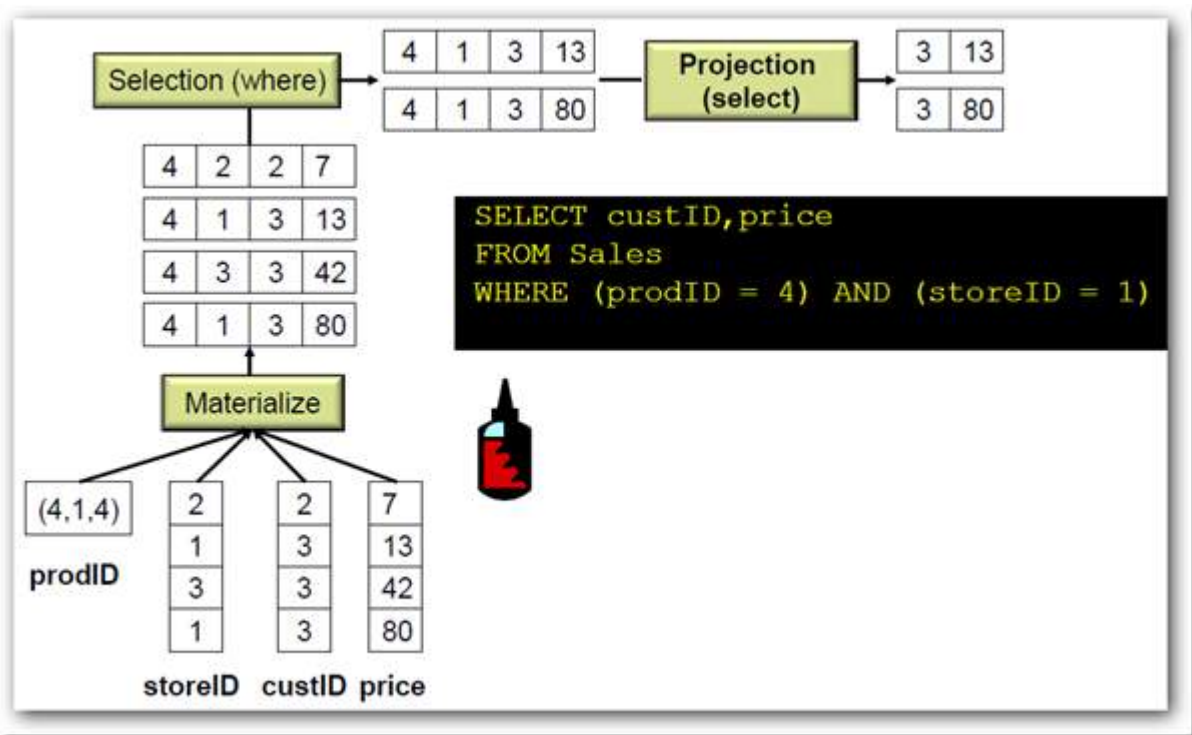 Selection (where)
4 1 3 13
4 1 3 80
Projection
(select)
3 13
3 80
4 2 2 7
4 1 3 13
4 3 3 42
4 1 3 80
SELECT custID,price
FROM Sales
WHERE (prodID = 4) AND (storeID = 1)
Materialize
(4,1,4)
prodID
2 2 7
1 3 13
3 3 42
1 3 80
storeID custID price